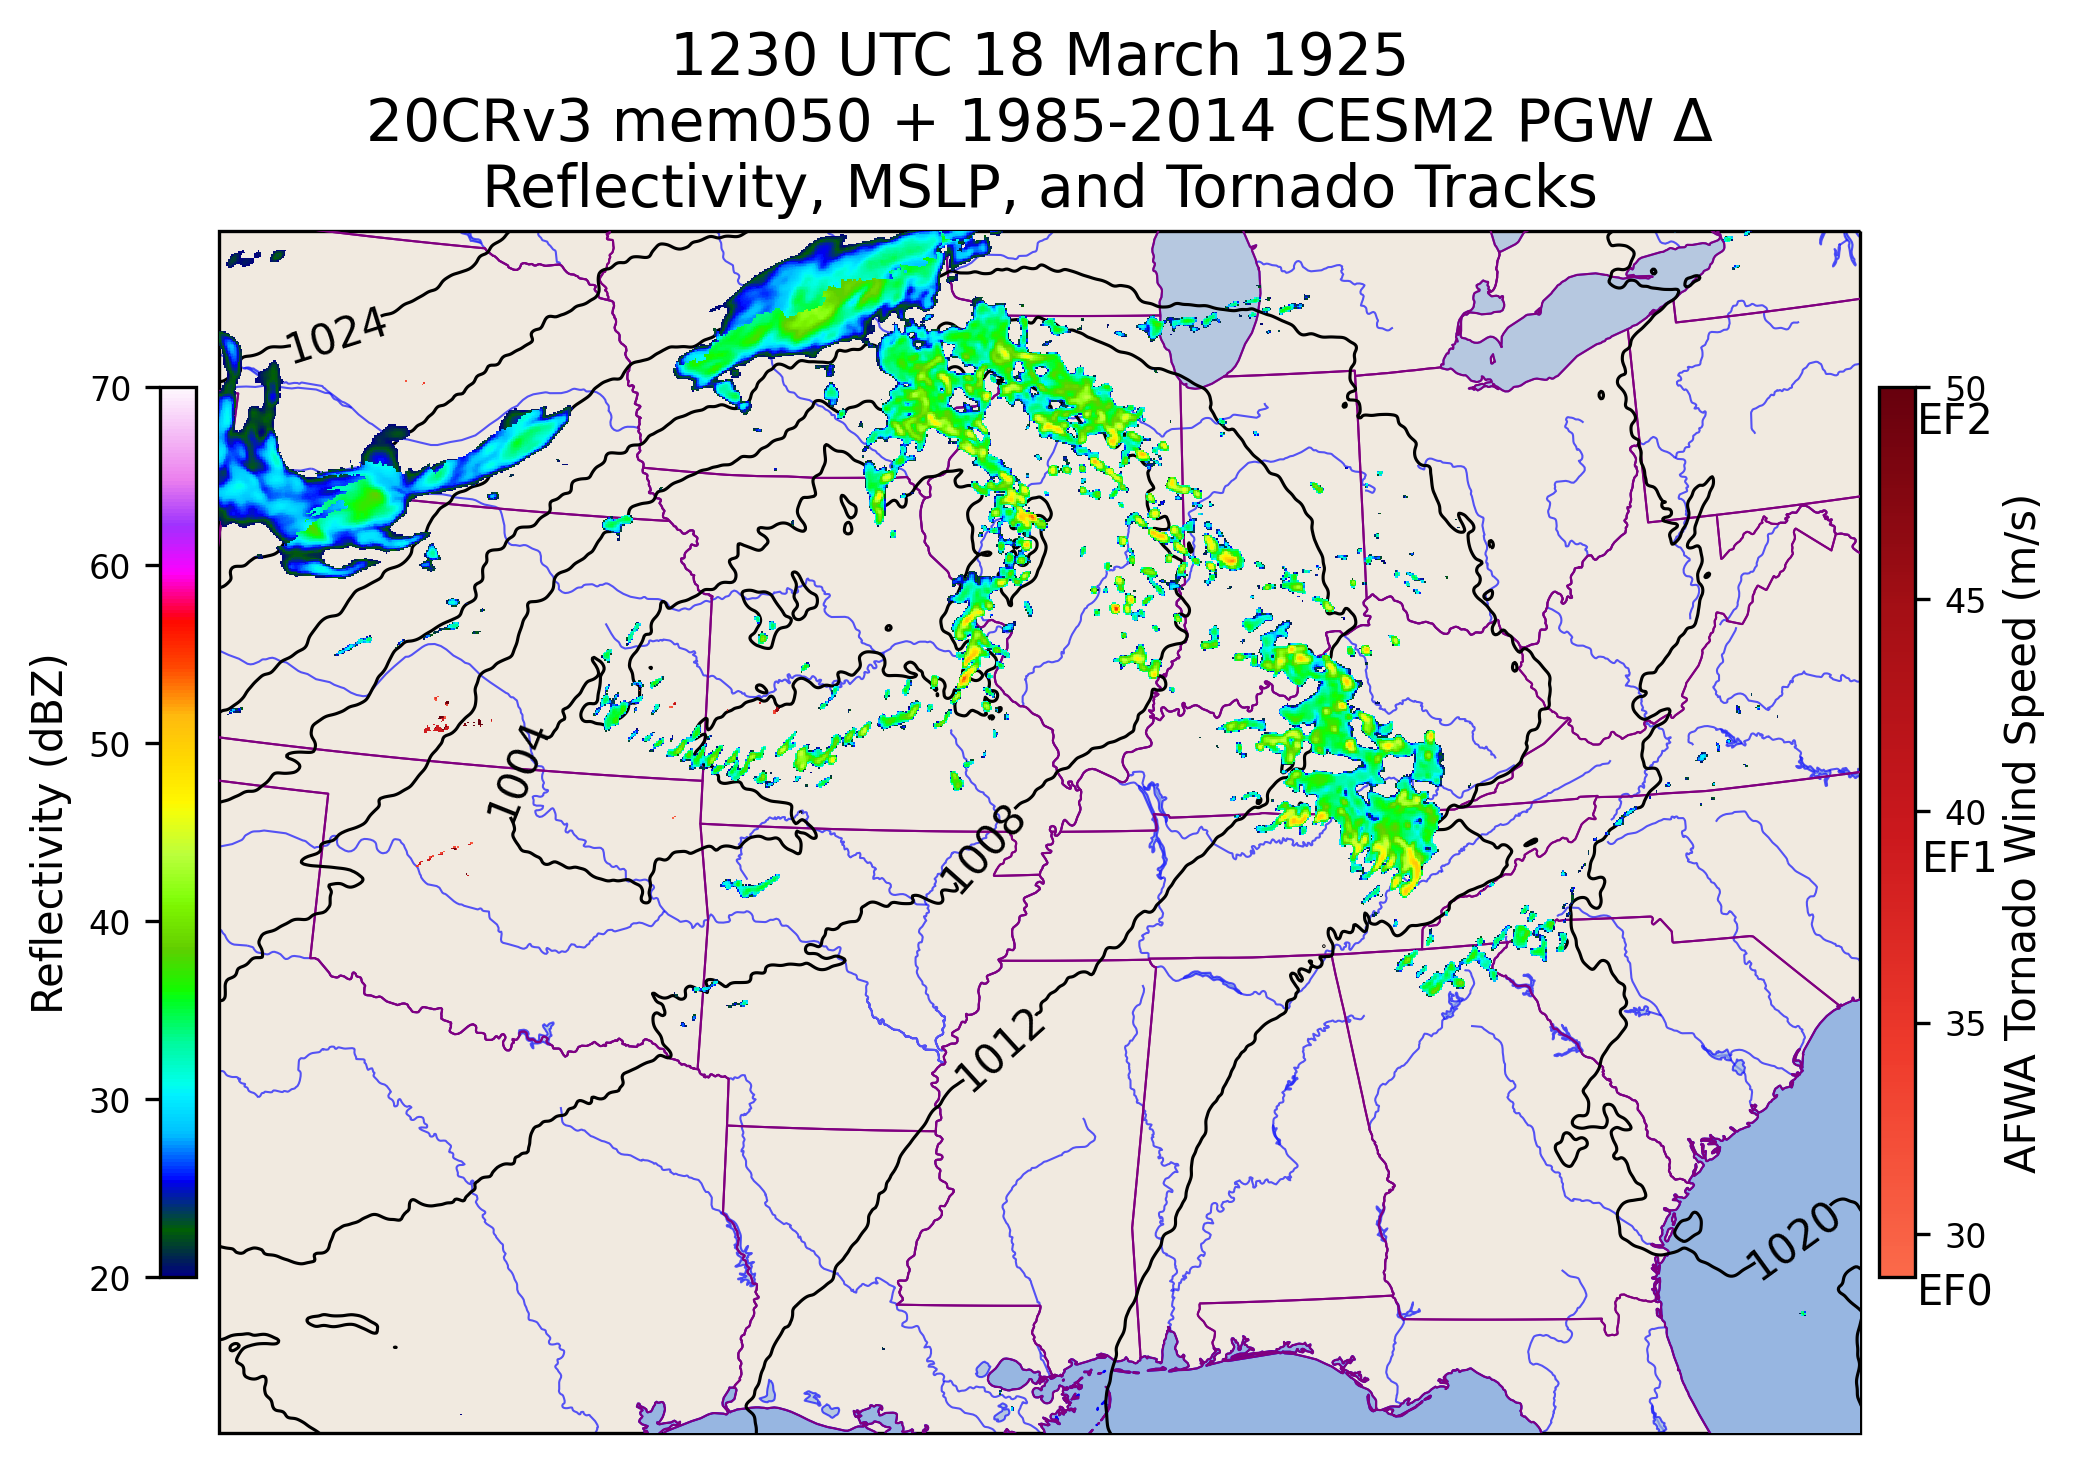 1230 UTC 18 March 1925
20CRv3 mem050 + 1985-2014 CESM2 PGW Δ
Reflectivity, MSLP, and Tornado Tracks
Reflectivity (dBZ)
70
60
50
40
30
20
1024
1004
1008
1012
1020
50
EF2
45
40
EF1
35
30
EF0
AFWA Tornado Wind Speed (m/s)